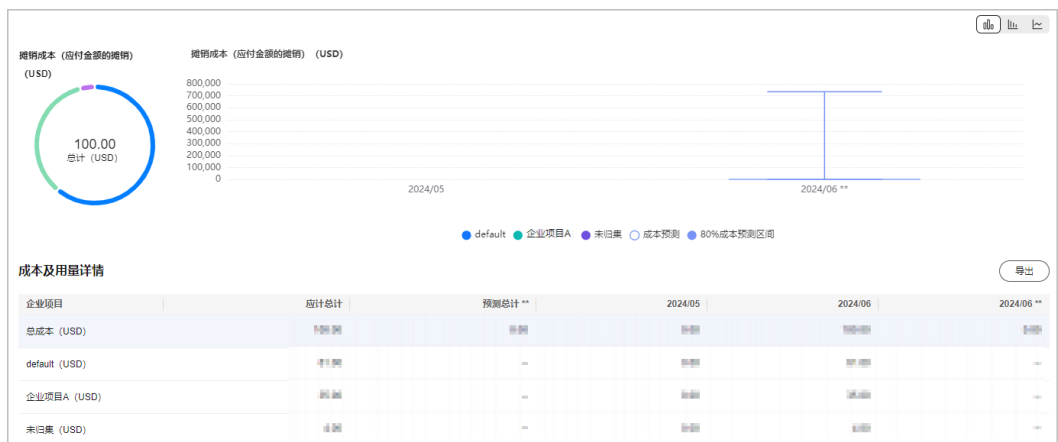 摊销成本（应付金额的摊销）
（USD）
100.00
总计（USD）
摊销成本（应付金额的摊销）（USD）
800,000
700,000
600,000
500,000
400,000
300,000
200,000
100,000
0
2024/05 2024/06 **
default 企业项目A 未归集 成本预测 80%成本预测区间
成本及用量详情 导出
企业项目 应计总计 预测总计 ** 2024/05 2024/06 2024/06 **
总成本（USD）
default（USD） -- --
企业项目A（USD） -- --
未归集（USD） -- --